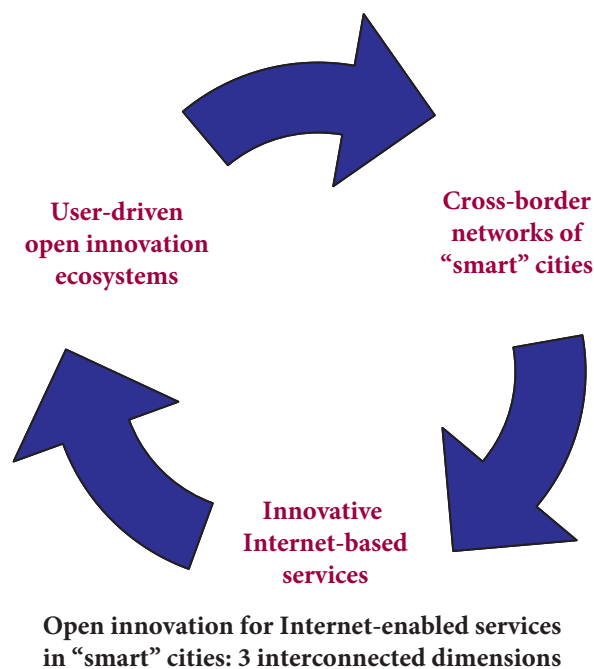 User-driven
open innovation
ecosystems
Cross-border
networks of
“smart” cities
Innovative
Internet-based
services
Open innovation for Internet-enabled services
in “smart” cities: 3 interconnected dimensions